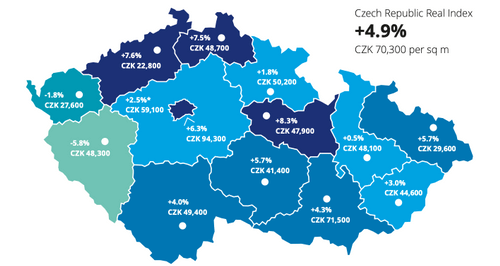 Czech Republic Real Index
+4.9%
CZK 70,300 per sq m
+7.5%
CZK 48,700
+7.6%
CZK 22,800
+1.8%
CZK 50,200
-1.8%
CZK 27,600
+2.5%*
CZK 59,100
+8.3%
CZK 47,900
+6.3%
CZK 94,300
-5.8%
CZK 48,300
+0.5%
CZK 48,100
+5.7%
CZK 29,600
+5.7%
CZK 41,400
+3.0%
CZK 44,600
+4.0%
CZK 49,400
+4.3%
CZK 71,500